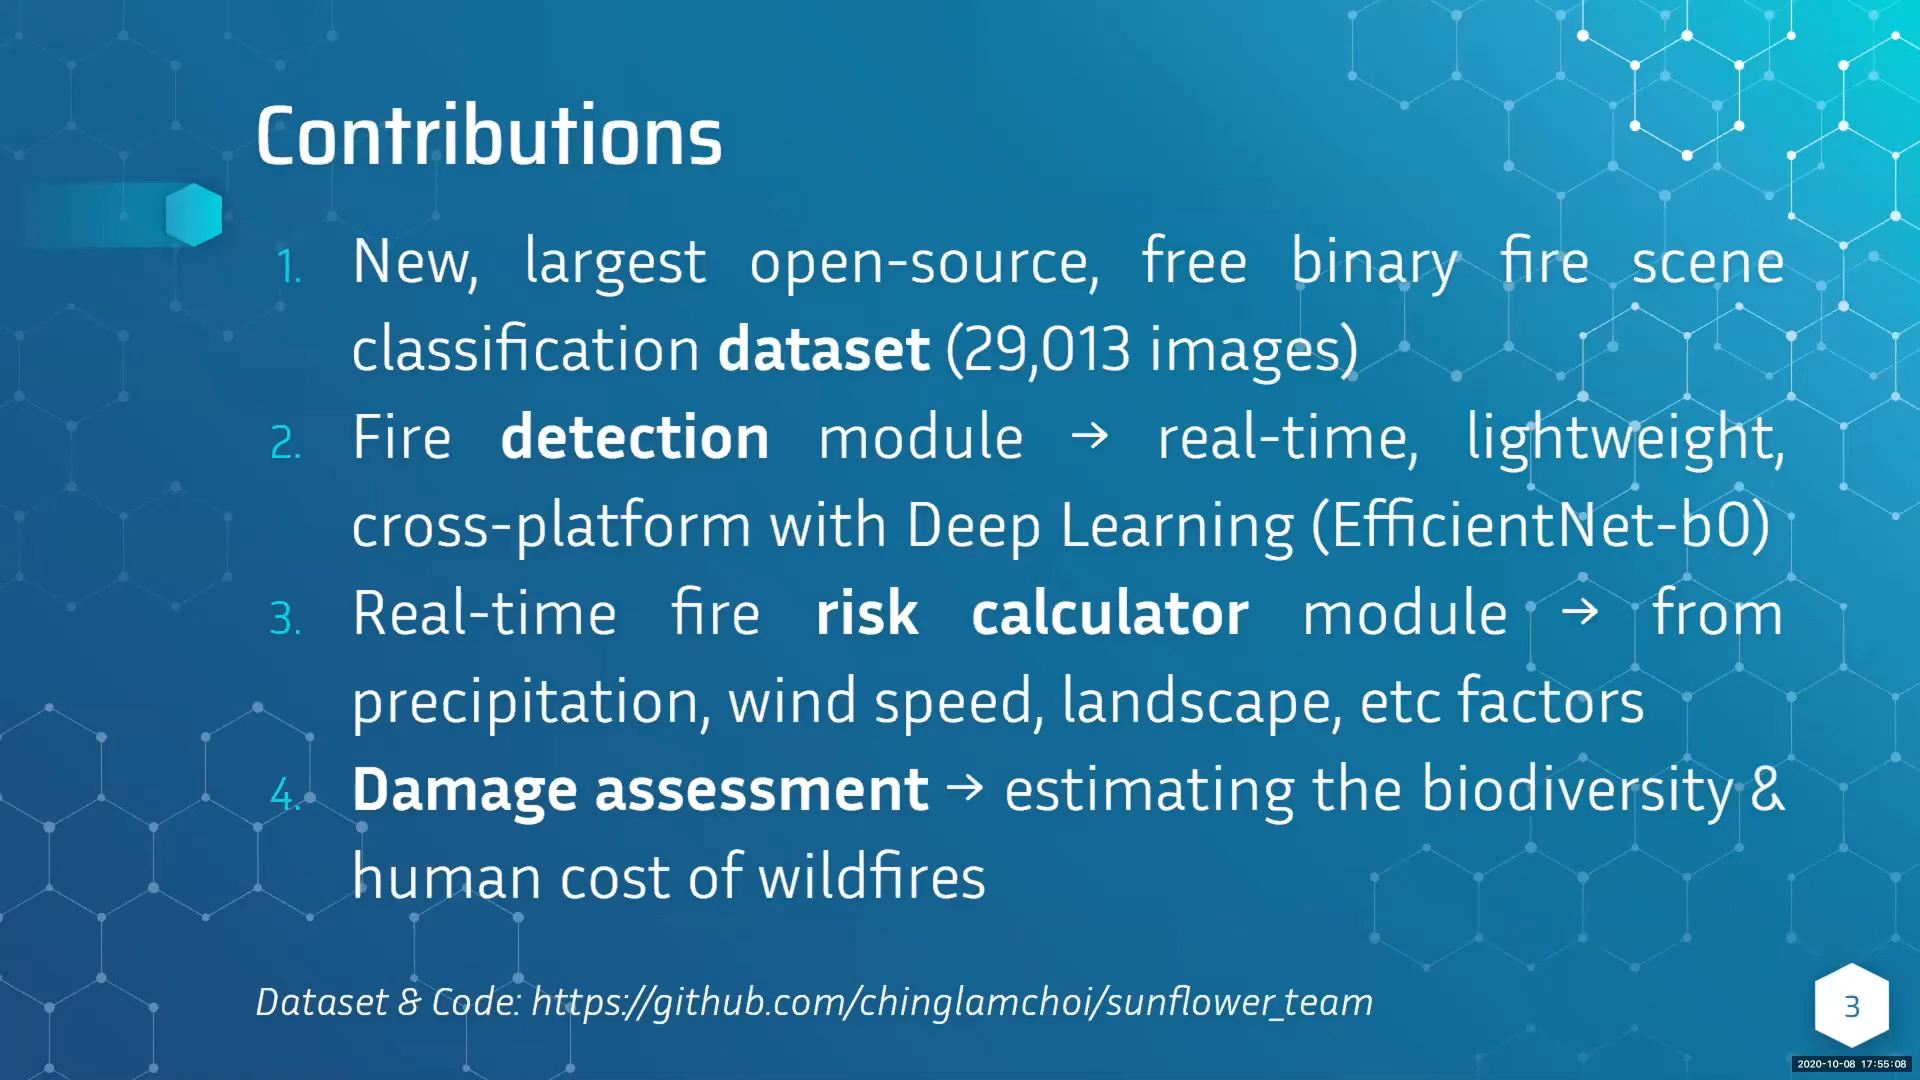 Contributions
1. New, largest open-source, free binary fire scene
classification dataset (29,013 images)
2. Fire detection module → real-time, lightweight,
cross-platform with Deep Learning (EfficientNet-b0)
3. Real-time fire risk calculator module → from
precipitation, wind speed, landscape, etc factors
4. Damage assessment → estimating the biodiversity &
human cost of wildfires
Dataset & Code: https://github.com/chinglamchoi/sunflower_team
3
2020-10-08 17:55:08